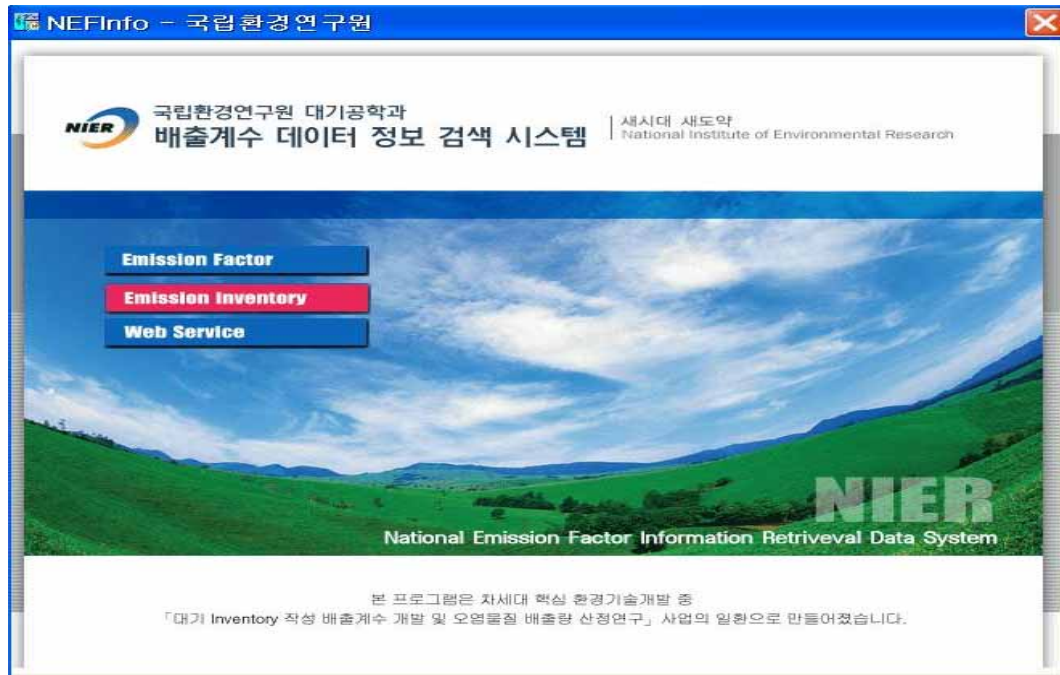 NEFInfo - 국립환경연구원
NIER
국립환경연구원 대기공학과
배출계수 데이터 정보 검색 시스템
새시대 새도약
National Institute of Environmental Research
Emission Factor
Emission Inventory
Web Service
NIER
National Emission Factor Information Retriveval Data System
본 프로그램은 차세대 핵심 환경기술개발 중
「대기 Inventory 작성 배출계수 개발 및 오염물질 배출량 산정연구」 사업의 일환으로 만들어졌습니다.